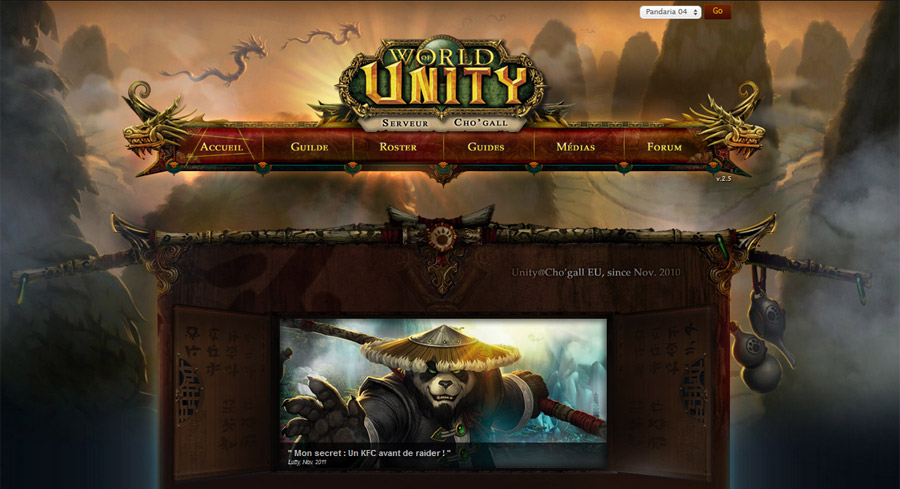 Pandaria 04 Go
World of
Unity
Serveur Cho'gall
Accueil Guilde Roster Guides Médias Forum
v.2.5
Unity@Cho'gall EU, since Nov. 2010
" Mon secret : Un KFC avant de raider ! "
Lutty, Nov. 2011